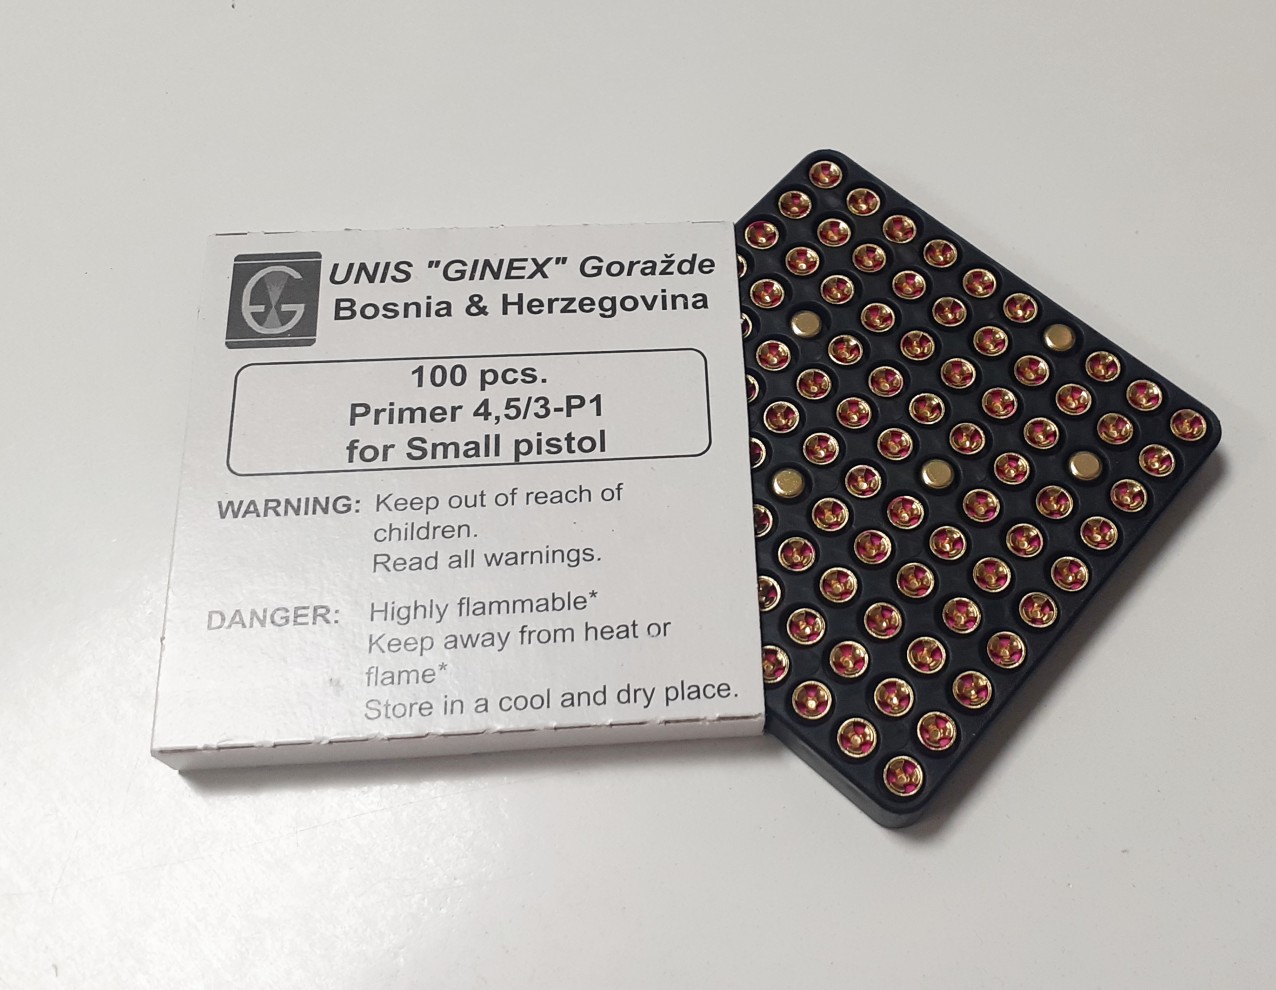 UNIS "GINEX" Goražde
Bosnia & Herzegovina
100 pcs.
Primer 4,5/3-P1
for Small pistol
WARNING: Keep out of reach of
children.
Read all warnings.
DANGER: Highly flammable*
Keep away from heat or
flame*
Store in a cool and dry place.